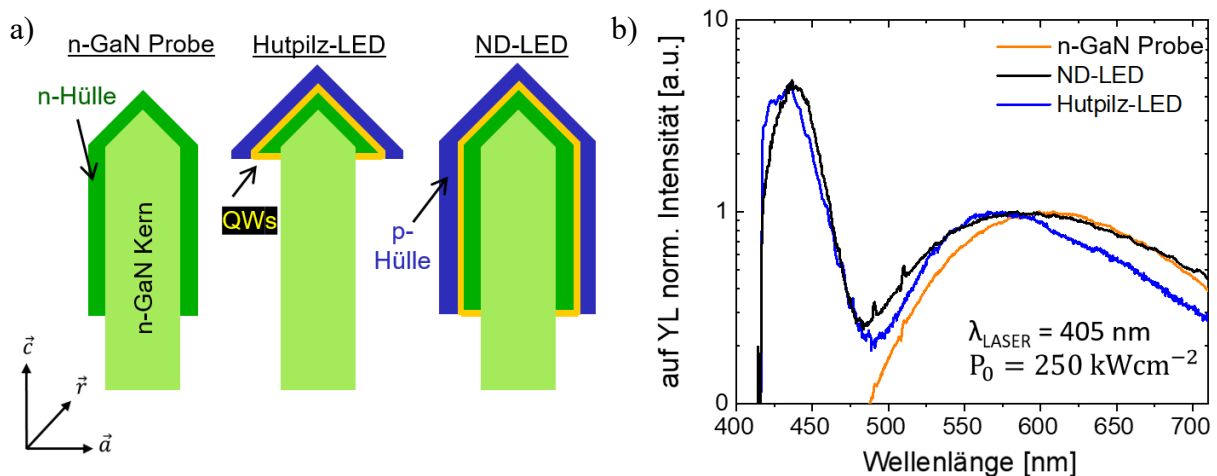 a)
n-GaN Probe
Hutpilz-LED
ND-LED
n-Hülle
n-GaN Kern
QWs
p-
Hülle
c⃗
r⃗
a⃗
b)
auf YL norm. Intensität [a.u.]
10
1
0
n-GaN Probe
ND-LED
Hutpilz-LED
λLASER = 405 nm
P₀ = 250 kWcm⁻²
400 450 500 550 600 650 700
Wellenlänge [nm]